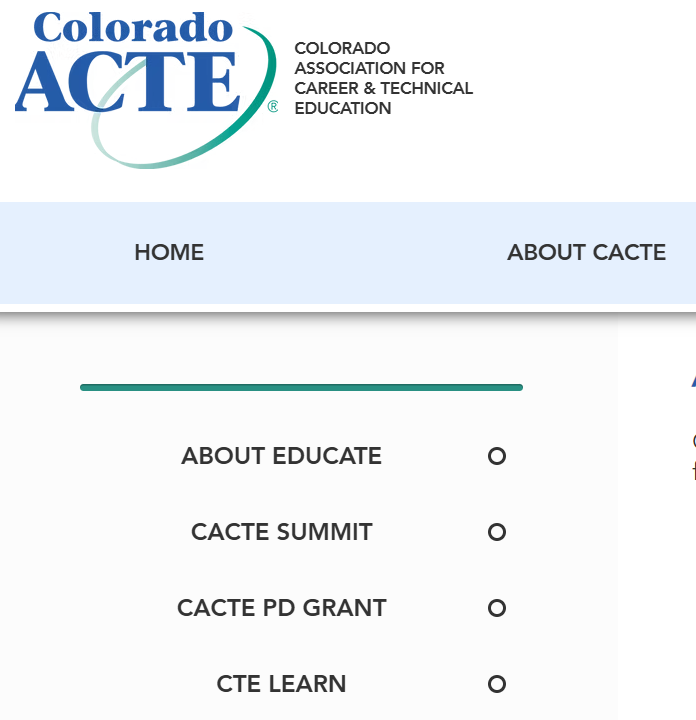 Colorado
ACTE®
COLORADO
ASSOCIATION FOR
CAREER & TECHNICAL
EDUCATION
HOME
ABOUT CACTE
ABOUT EDUCATE
CACTE SUMMIT
CACTE PD GRANT
CTE LEARN